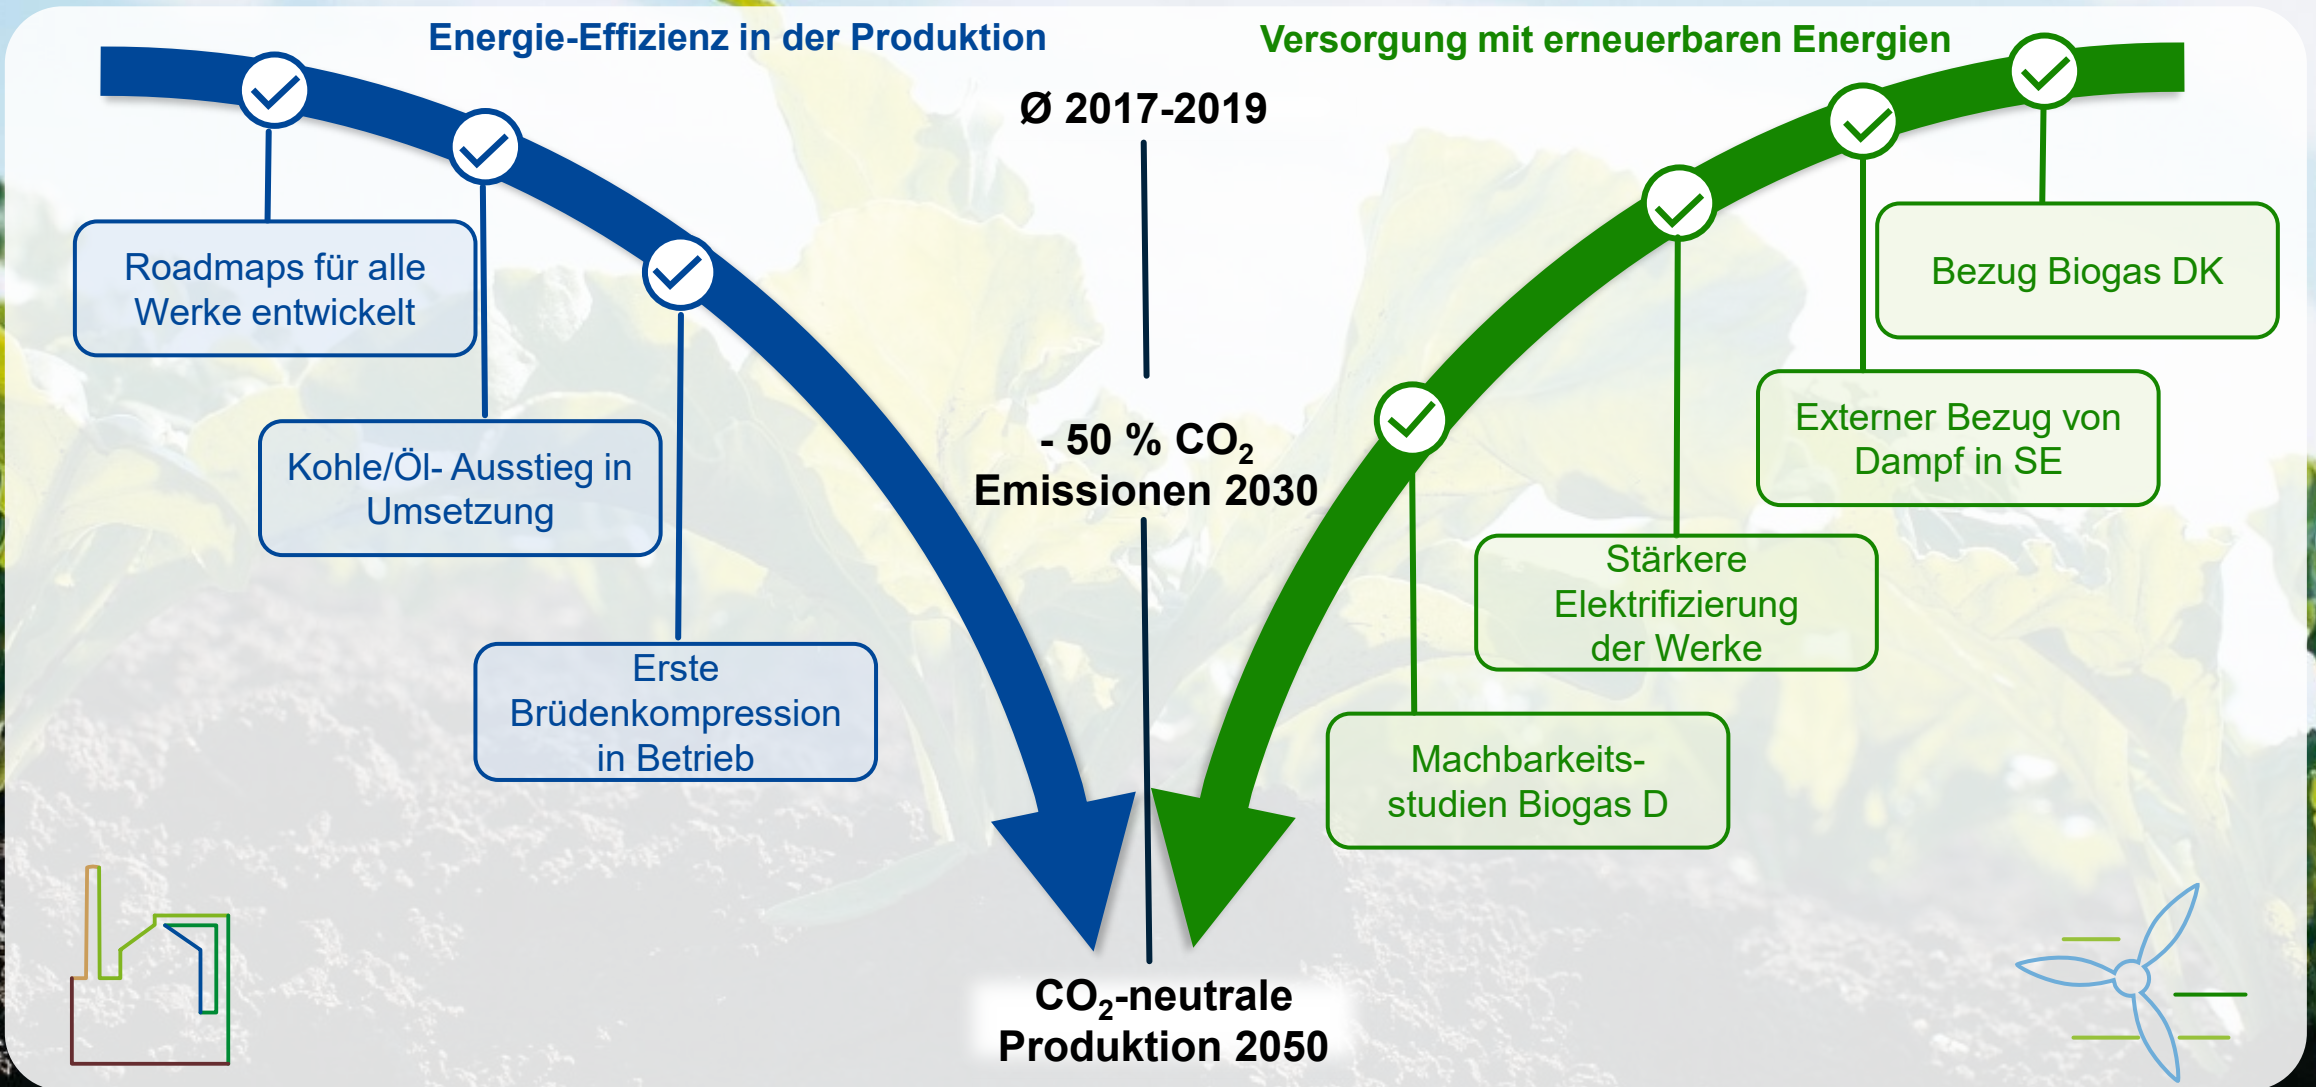 Energie-Effizienz in der Produktion
Versorgung mit erneuerbaren Energien
Ø 2017-2019
Roadmaps für alle
Werke entwickelt
Kohle/Öl- Ausstieg in
Umsetzung
Erste
Brüdenkompression
in Betrieb
- 50 % CO₂
Emissionen 2030
Bezug Biogas DK
Externer Bezug von
Dampf in SE
Stärkere
Elektrifizierung
der Werke
Machbarkeits-
studien Biogas D
CO₂-neutrale
Produktion 2050